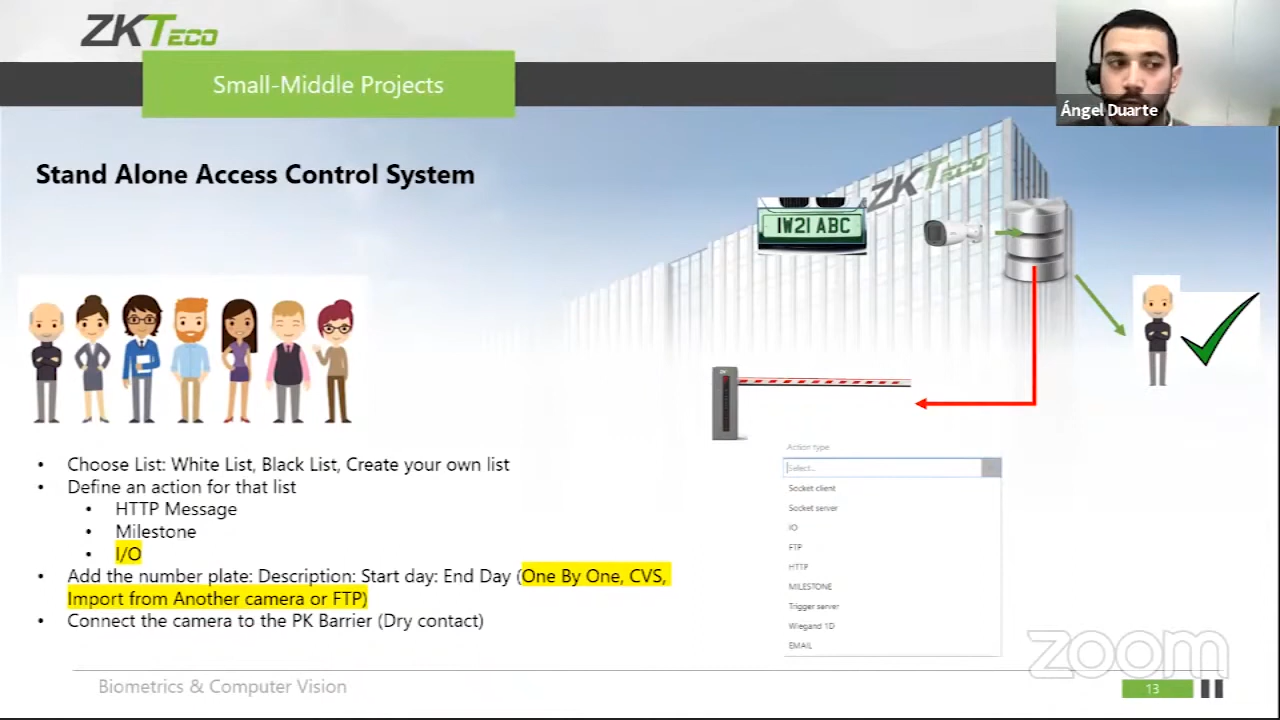 ZKTeco
Small-Middle Projects
Ángel Duarte
Stand Alone Access Control System
ZKTeco
1W21 ABC
Action type
Select...
Socket client
Socket server
IO
FTP
HTTP
MILESTONE
Trigger server
Wiegand 1D
EMAIL
• Choose List: White List, Black List, Create your own list
• Define an action for that list
• HTTP Message
• Milestone
• I/O
• Add the number plate: Description: Start day: End Day (One By One, CVS,
Import from Another camera or FTP)
• Connect the camera to the PK Barrier (Dry contact)
zoom
Biometrics & Computer Vision
13